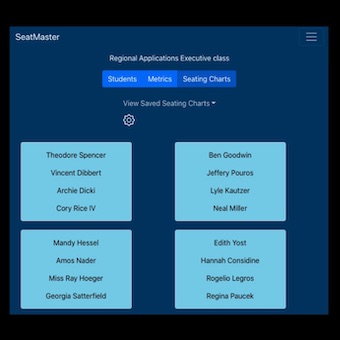 SeatMaster
Regional Applications Executive class
Students Metrics Seating Charts
View Saved Seating Charts
Theodore Spencer
Vincent Dibbert
Archie Dicki
Cory Rice IV
Ben Goodwin
Jeffery Pouros
Lyle Kautzer
Neal Miller
Mandy Hessel
Amos Nader
Miss Ray Hoeger
Georgia Satterfield
Edith Yost
Hannah Considine
Rogelio Legros
Regina Paucek